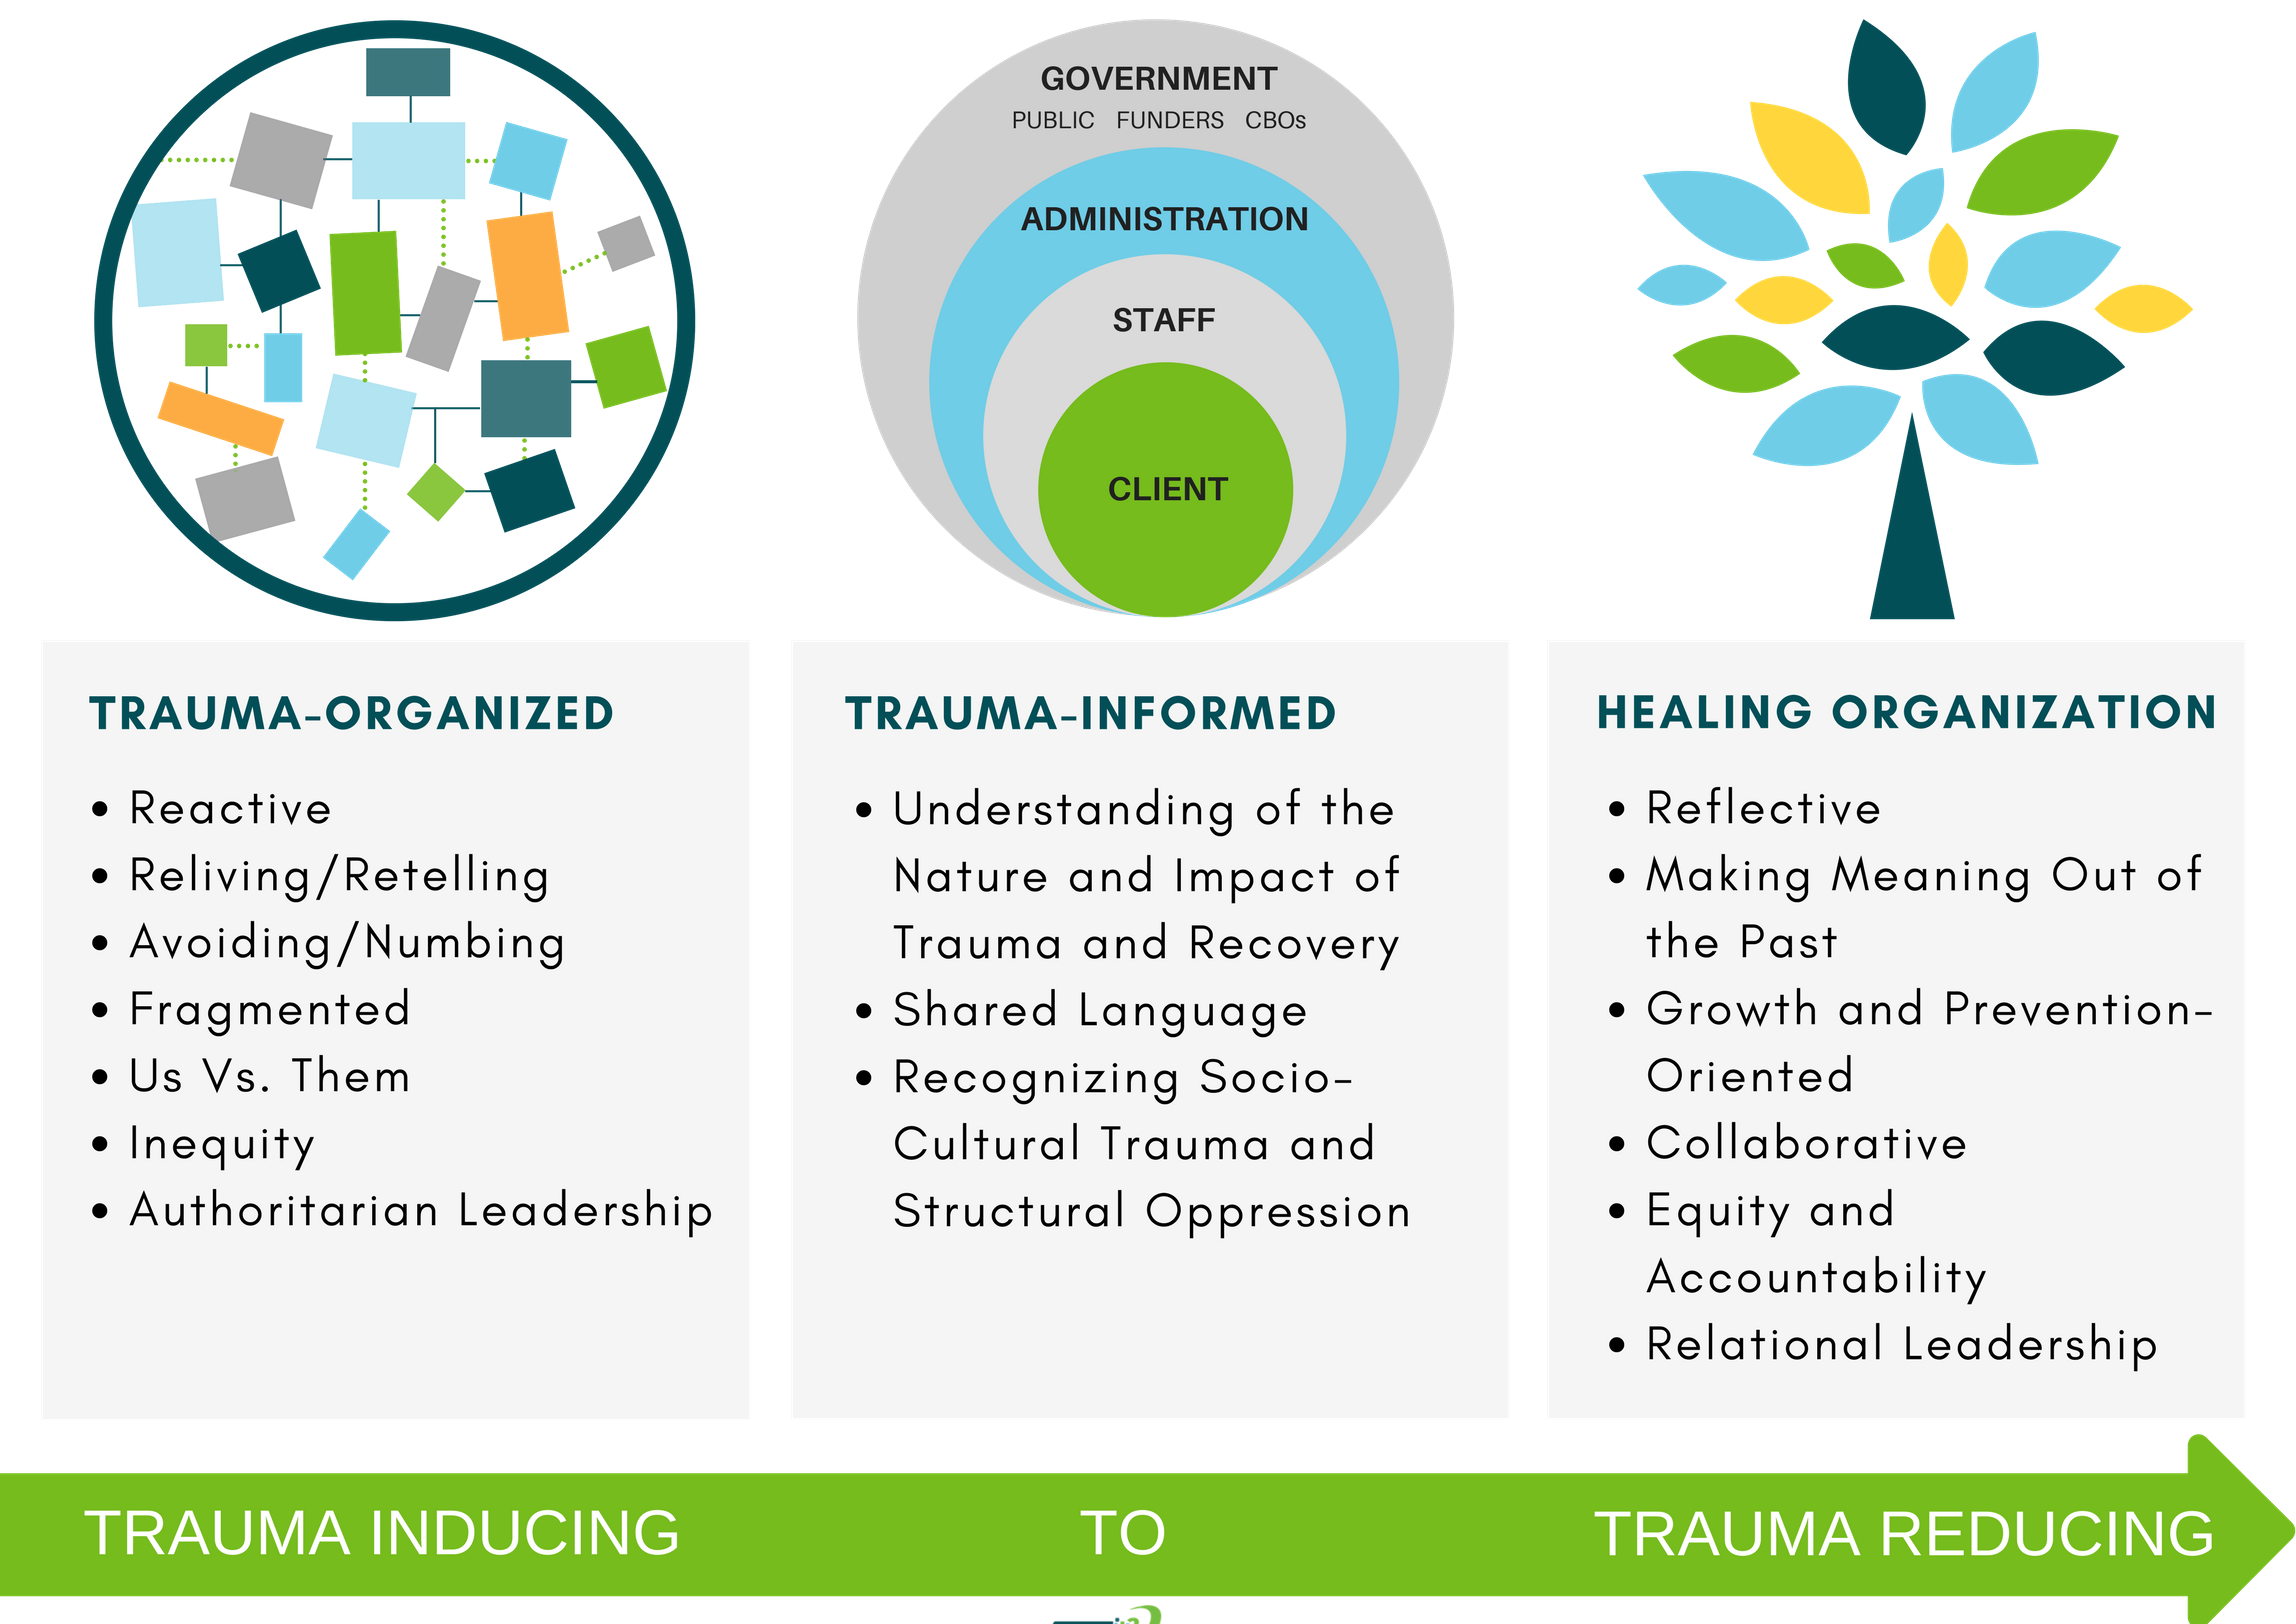 GOVERNMENT
PUBLIC FUNDERS CBOs
ADMINISTRATION
STAFF
CLIENT
TRAUMA-ORGANIZED
• Reactive
• Reliving/Retelling
• Avoiding/Numbing
• Fragmented
• Us Vs. Them
• Inequity
• Authoritarian Leadership
TRAUMA-INFORMED
• Understanding of the
Nature and Impact of
Trauma and Recovery
• Shared Language
• Recognizing Socio-
Cultural Trauma and
Structural Oppression
HEALING ORGANIZATION
• Reflective
• Making Meaning Out of
the Past
• Growth and Prevention-
Oriented
• Collaborative
• Equity and
Accountability
• Relational Leadership
TRAUMA INDUCING TO TRAUMA REDUCING